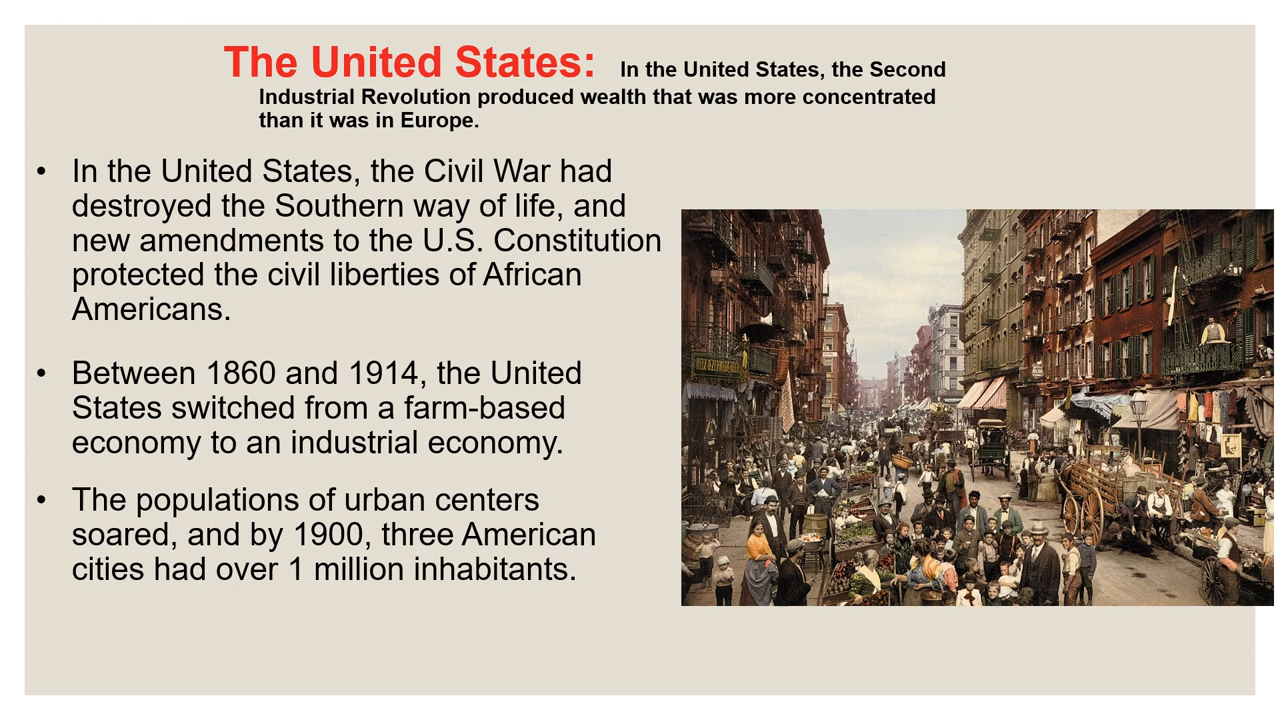 The United States: In the United States, the Second
Industrial Revolution produced wealth that was more concentrated
than it was in Europe.
• In the United States, the Civil War had
destroyed the Southern way of life, and
new amendments to the U.S. Constitution
protected the civil liberties of African
Americans.
• Between 1860 and 1914, the United
States switched from a farm-based
economy to an industrial economy.
• The populations of urban centers
soared, and by 1900, three American
cities had over 1 million inhabitants.